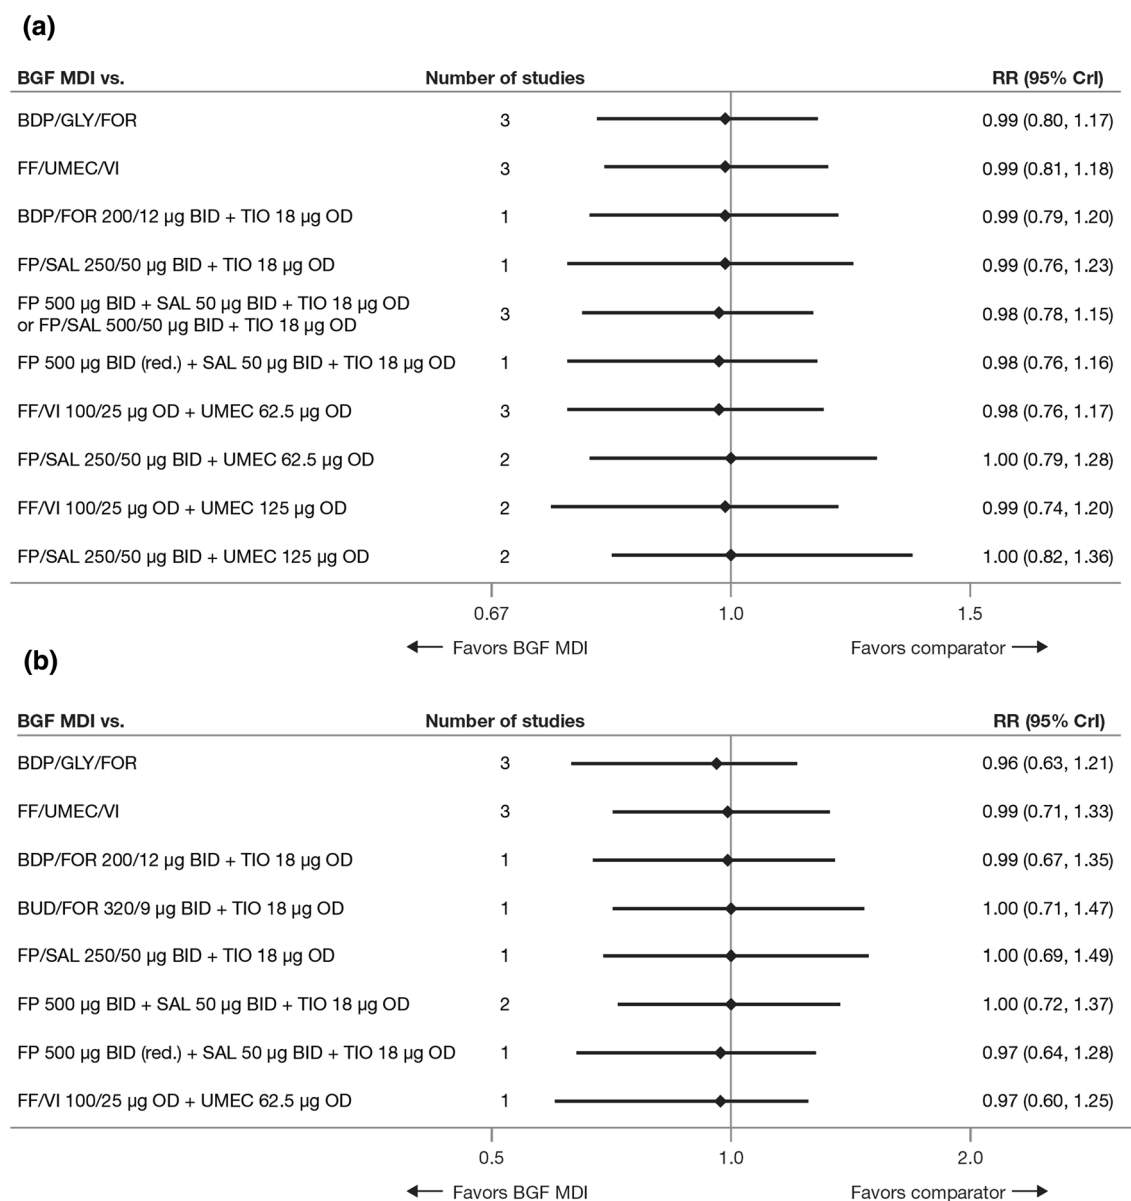 (a)
BGF MDI vs. Number of studies RR (95% CrI)
BDP/GLY/FOR 3 0.99 (0.80, 1.17)
FF/UMEC/VI 3 0.99 (0.81, 1.18)
BDP/FOR 200/12 µg BID + TIO 18 µg OD 1 0.99 (0.79, 1.20)
FP/SAL 250/50 µg BID + TIO 18 µg OD 1 0.99 (0.76, 1.23)
FP 500 µg BID + SAL 50 µg BID + TIO 18 µg OD
or FP/SAL 500/50 µg BID + TIO 18 µg OD 3 0.98 (0.78, 1.15)
FP 500 µg BID (red.) + SAL 50 µg BID + TIO 18 µg OD 1 0.98 (0.76, 1.16)
FF/VI 100/25 µg OD + UMEC 62.5 µg OD 3 0.98 (0.76, 1.17)
FP/SAL 250/50 µg BID + UMEC 62.5 µg OD 2 1.00 (0.79, 1.28)
FF/VI 100/25 µg OD + UMEC 125 µg OD 2 0.99 (0.74, 1.20)
FP/SAL 250/50 µg BID + UMEC 125 µg OD 2 1.00 (0.82, 1.36)
0.67 1.0 1.5
Favors BGF MDI Favors comparator
(b)
BGF MDI vs. Number of studies RR (95% CrI)
BDP/GLY/FOR 3 0.96 (0.63, 1.21)
FF/UMEC/VI 3 0.99 (0.71, 1.33)
BDP/FOR 200/12 µg BID + TIO 18 µg OD 1 0.99 (0.67, 1.35)
BUD/FOR 320/9 µg BID + TIO 18 µg OD 1 1.00 (0.71, 1.47)
FP/SAL 250/50 µg BID + TIO 18 µg OD 1 1.00 (0.69, 1.49)
FP 500 µg BID + SAL 50 µg BID + TIO 18 µg OD 2 1.00 (0.72, 1.37)
FP 500 µg BID (red.) + SAL 50 µg BID + TIO 18 µg OD 1 0.97 (0.64, 1.28)
FF/VI 100/25 µg OD + UMEC 62.5 µg OD 1 0.97 (0.60, 1.25)
0.5 1.0 2.0
Favors BGF MDI Favors comparator